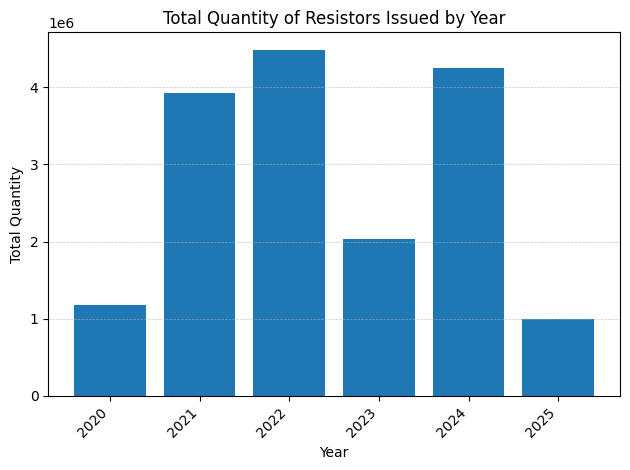 Total Quantity of Resistors Issued by Year
1e6
4
3
2
1
0
Total Quantity
2020
2021
2022
2023
2024
2025
Year